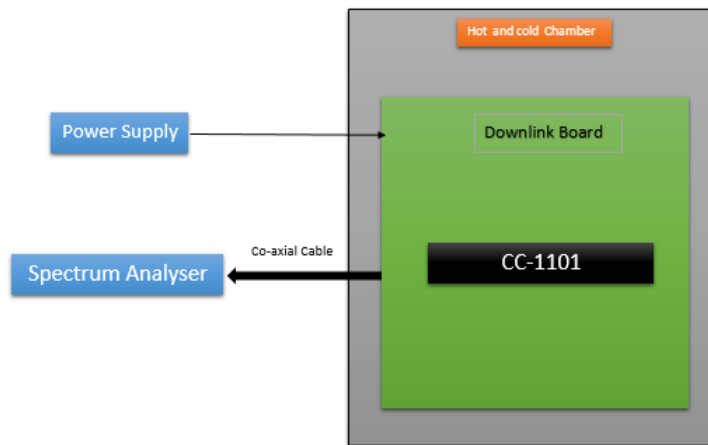 Hot and cold Chamber
Power Supply
Downlink Board
Co-axial Cable
CC-1101
Spectrum Analyser